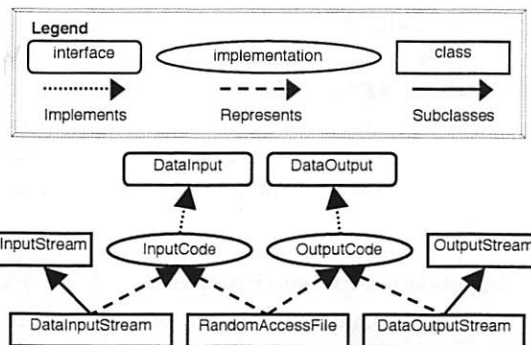 Legend
interface implementation class
Implements Represents Subclasses
DataInput DataOutput
InputStream InputCode OutputCode OutputStream
DataInputStream RandomAccessFile DataOutputStream